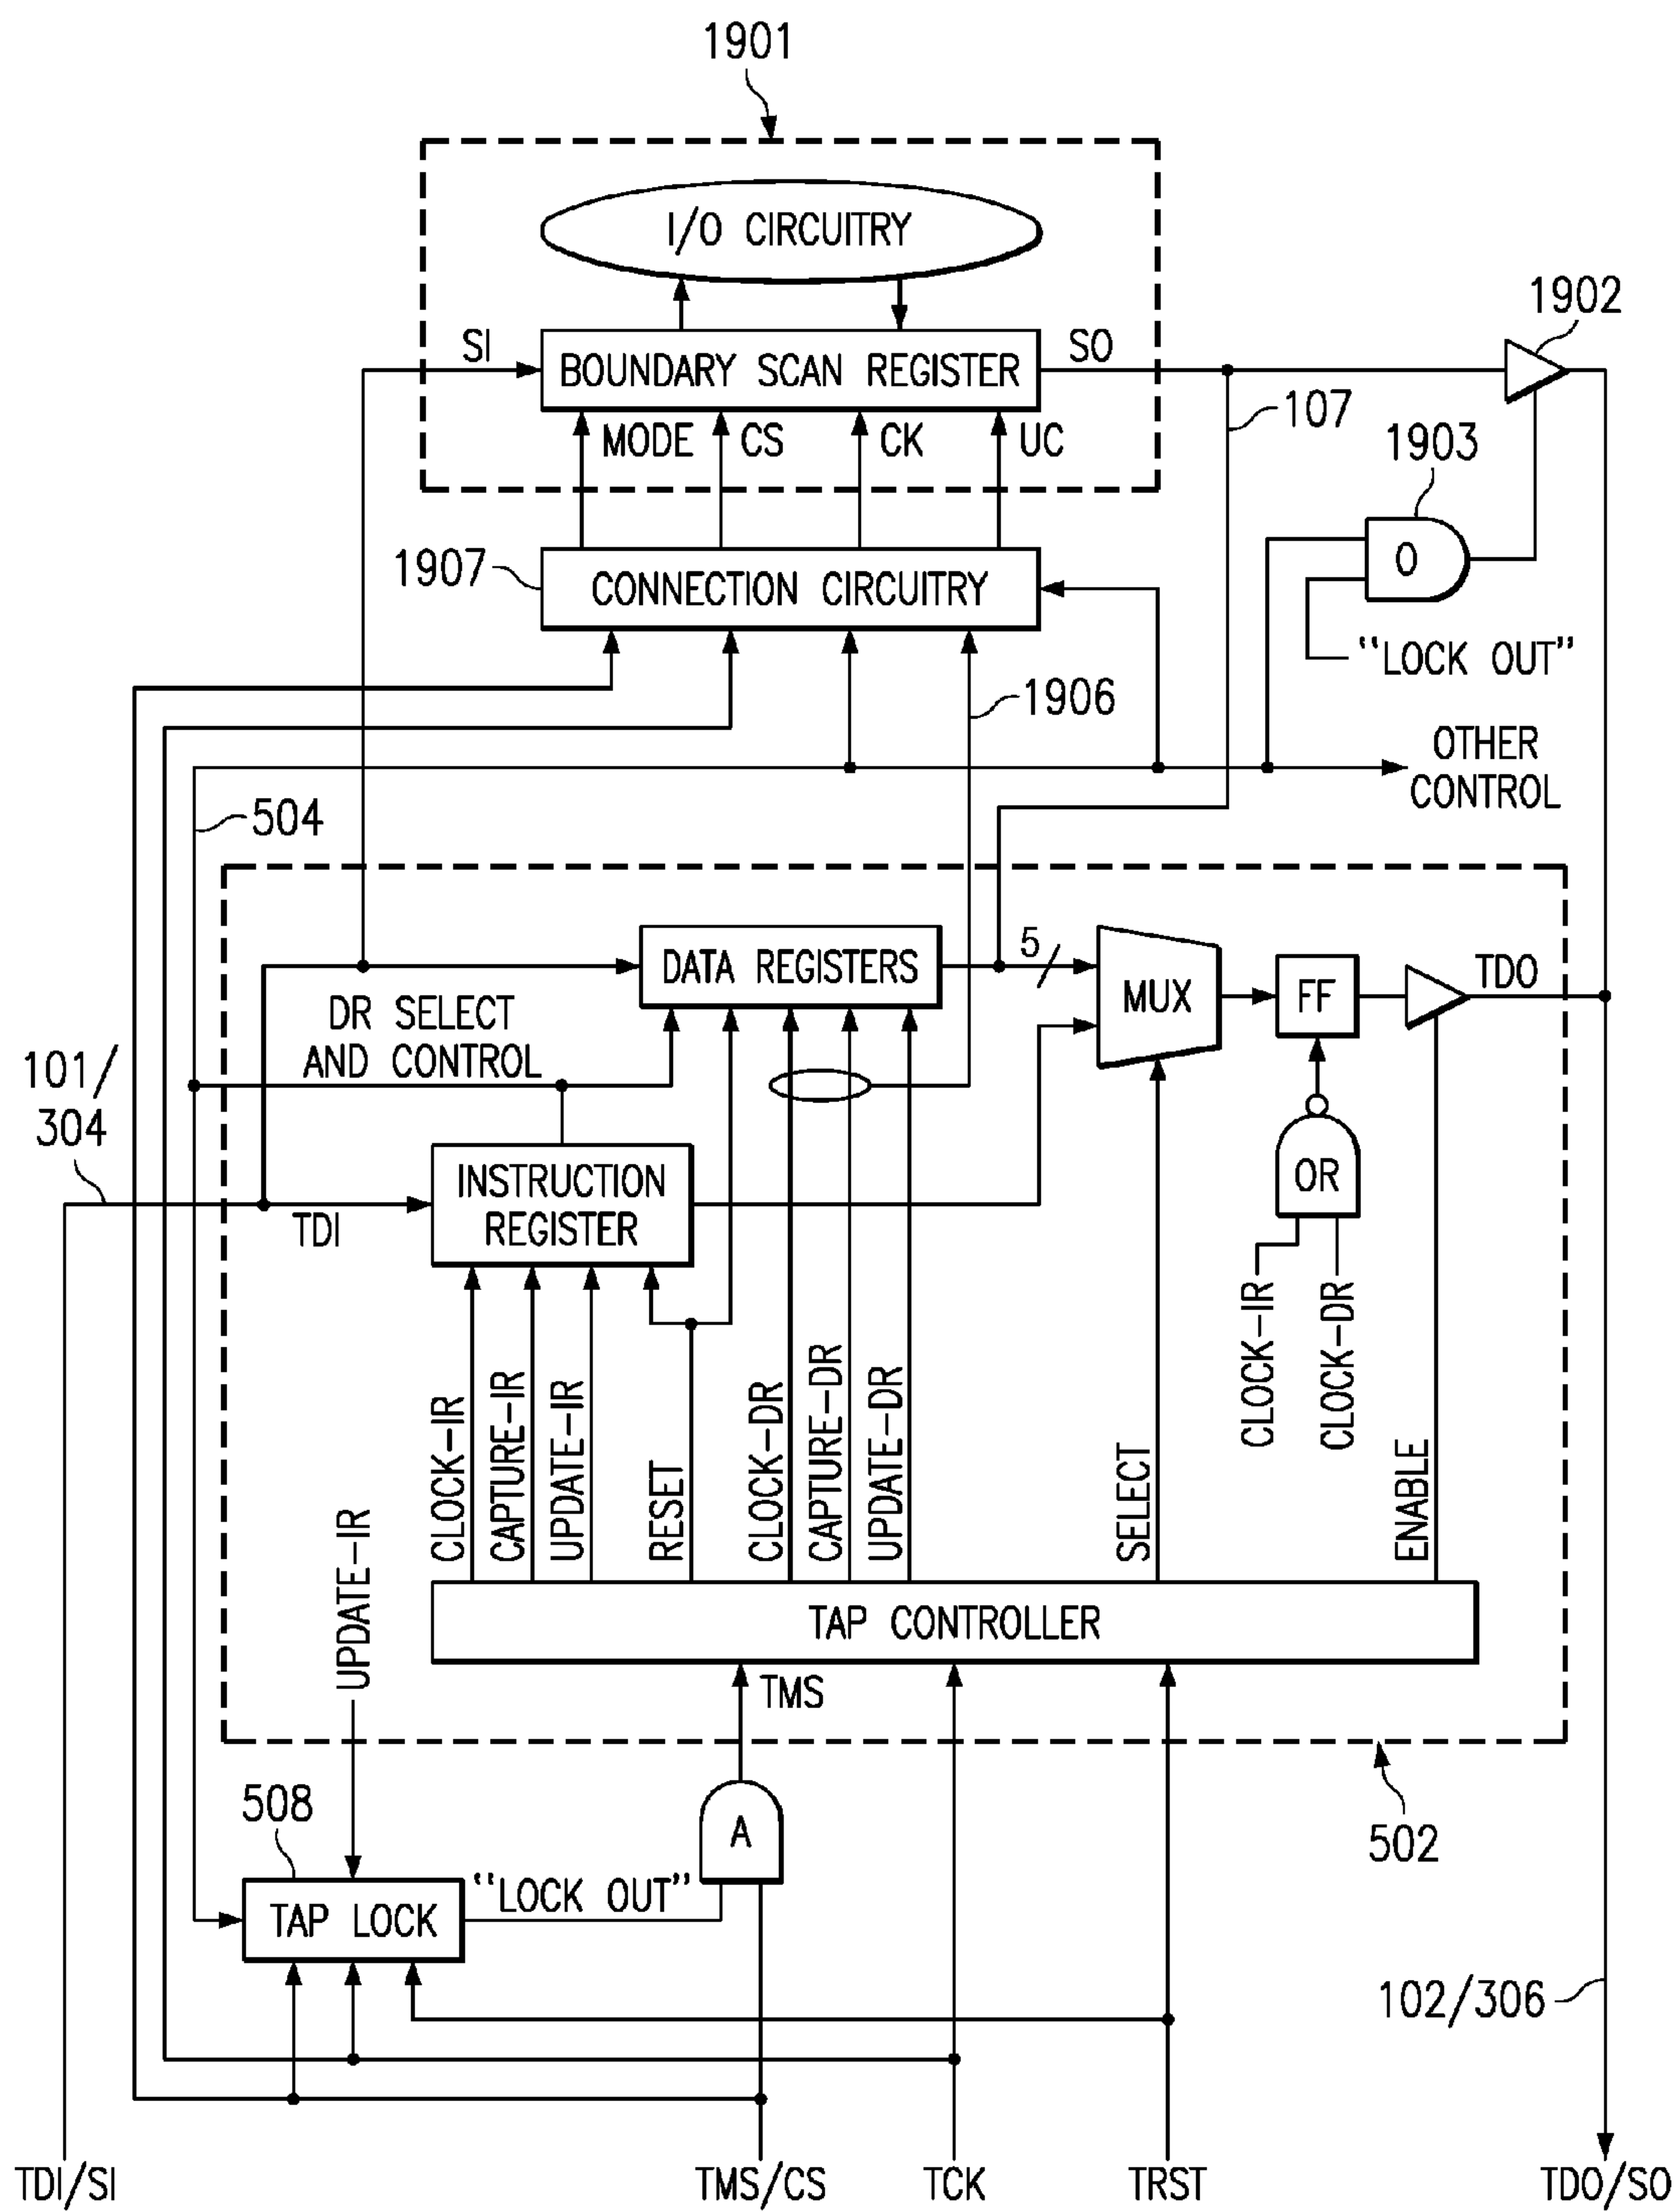 1901
I/O CIRCUITRY
1902
SI
BOUNDARY SCAN REGISTER
SO
107
MODE
CS
CK
UC
1903
O
1907
CONNECTION CIRCUITRY
"LOCK OUT"
1906
OTHER
CONTROL
504
DATA REGISTERS
5
MUX
FF
TDO
DR SELECT
AND CONTROL
101/
304
INSTRUCTION
REGISTER
TDI
OR
CLOCK-IR
CLOCK-DR
CLOCK-IR
CAPTURE-IR
UPDATE-IR
RESET
CLOCK-DR
CAPTURE-DR
UPDATE-DR
SELECT
ENABLE
UPDATE-IR
TAP CONTROLLER
TMS
508
A
502
TAP LOCK
"LOCK OUT"
102/306
TDI/SI
TMS/CS
TCK
TRST
TDO/SO